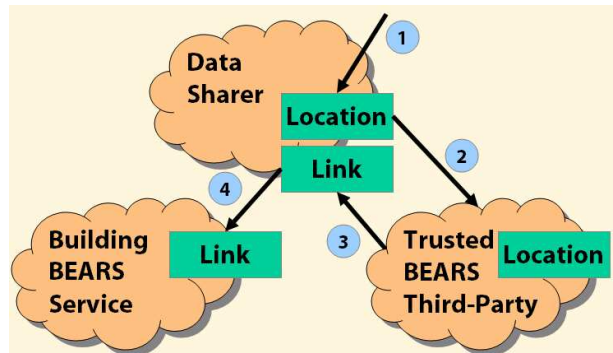 1
Data
Sharer
Location
Link
2
4
3
Building
BEARS
Service
Link
Trusted
BEARS
Third-Party
Location